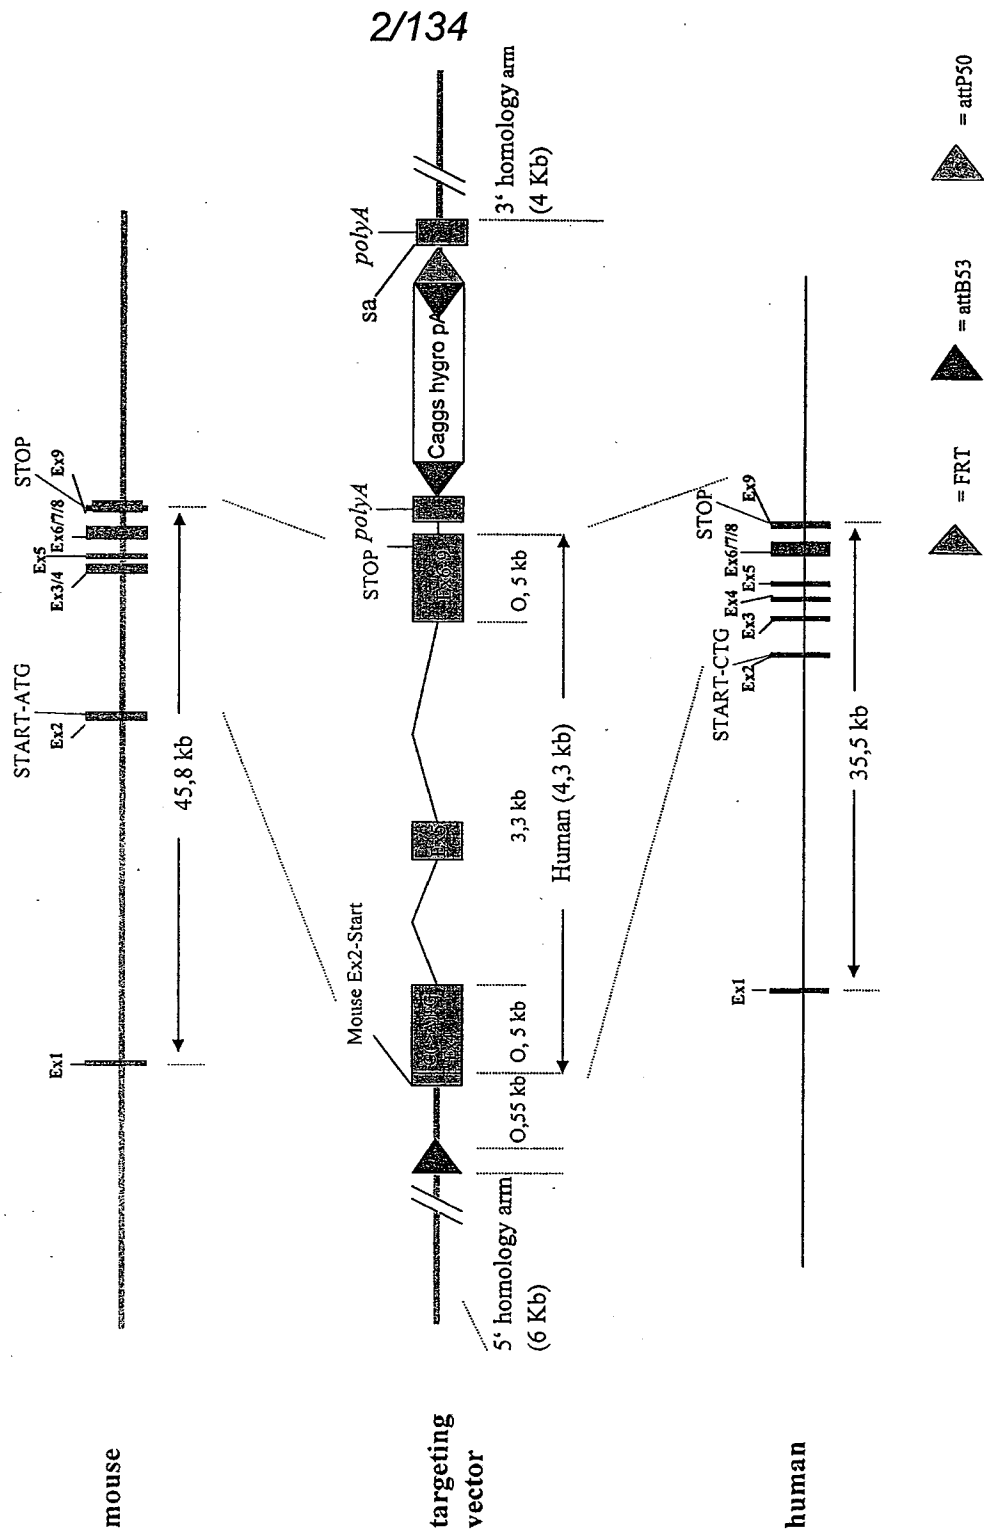 2/134
mouse
Ex1
START-ATG
Ex2
STOP
Ex3/4
Ex5
Ex6/7/8
Ex9
45,8 kb
targeting
vector
5‘ homology arm
(6 Kb)
Mouse Ex2-Start
0,55 kb
O, 5 kb
3,3 kb
O, 5 kb
Human (4,3 kb)
STOP
polyA
Caggs hygro pA
sa
polyA
3‘ homology arm
(4 Kb)
human
Ex1
START-CTG
Ex2
Ex3
Ex4
Ex5
STOP
Ex6/7/8
Ex9
35,5 kb
= FRT
= attB53
= attP50